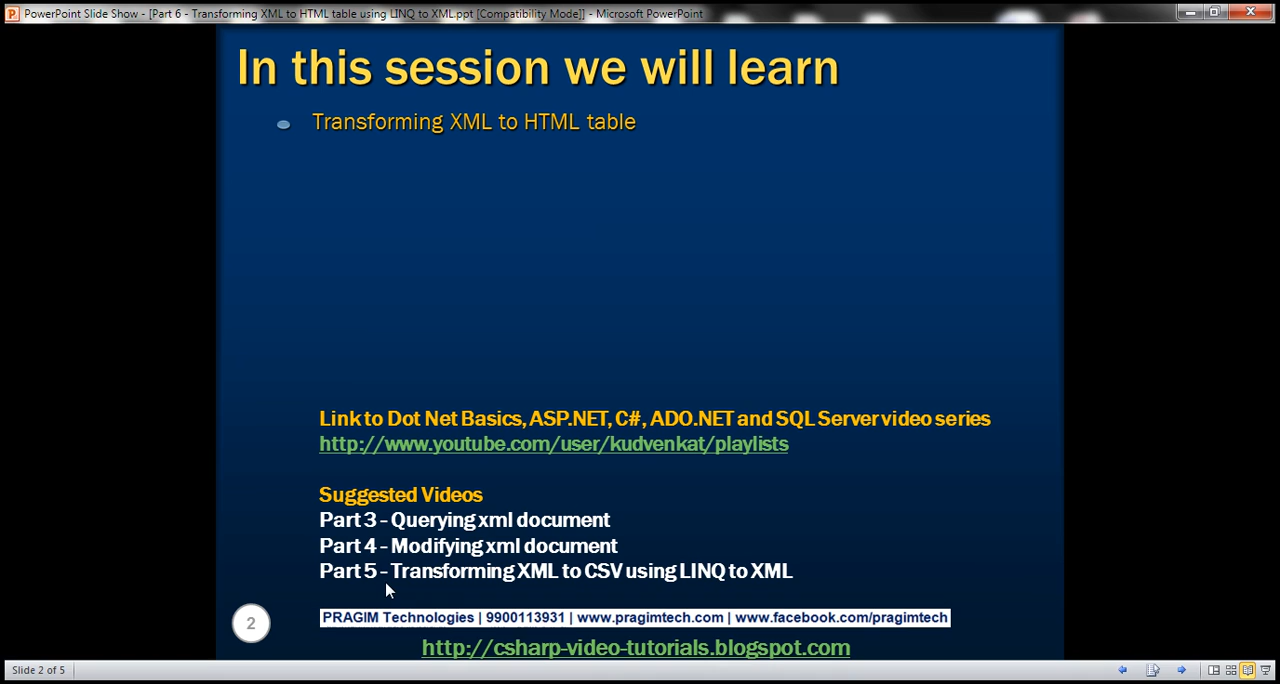 PowerPoint Slide Show - [Part 6 - Transforming XML to HTML table using LINQ to XML.ppt [Compatibility Mode]] - Microsoft PowerPoint
In this session we will learn
Transforming XML to HTML table
Link to Dot Net Basics, ASP.NET, C#, ADO.NET and SQL Server video series
http://www.youtube.com/user/kudvenkat/playlists
Suggested Videos
Part 3 - Querying xml document
Part 4 - Modifying xml document
Part 5 - Transforming XML to CSV using LINQ to XML
2
PRAGIM Technologies | 9900113931 | www.pragimtech.com | www.facebook.com/pragimtech
http://csharp-video-tutorials.blogspot.com
Slide 2 of 5